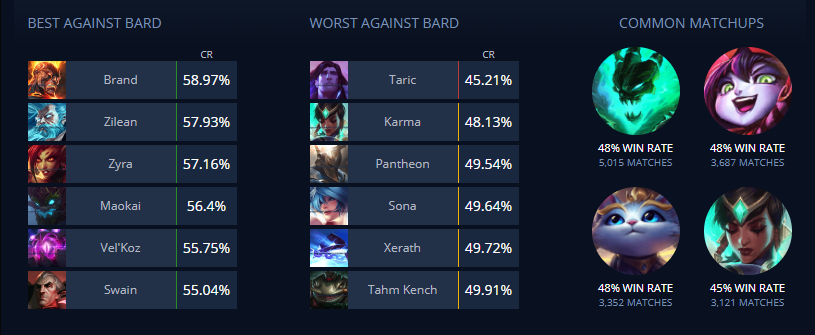 BEST AGAINST BARD
CR
Brand 58.97%
Zilean 57.93%
Zyra 57.16%
Maokai 56.4%
Vel'Koz 55.75%
Swain 55.04%
WORST AGAINST BARD
CR
Taric 45.21%
Karma 48.13%
Pantheon 49.54%
Sona 49.64%
Xerath 49.72%
Tahm Kench 49.91%
COMMON MATCHUPS
48% WIN RATE
5,015 MATCHES
48% WIN RATE
3,687 MATCHES
48% WIN RATE
3,352 MATCHES
45% WIN RATE
3,121 MATCHES